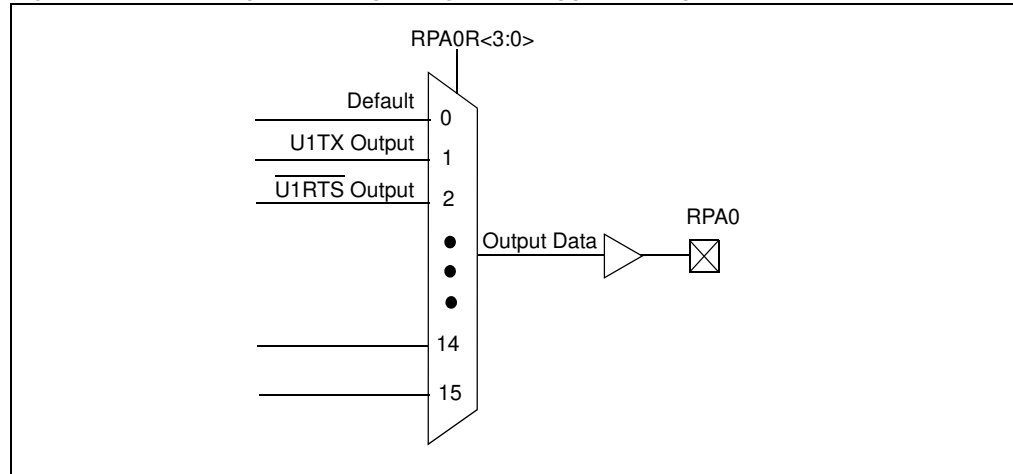 RPA0R<3:0>
Default
0
U1TX Output
1
U1RTS Output
2
RPA0
Output Data
14
15